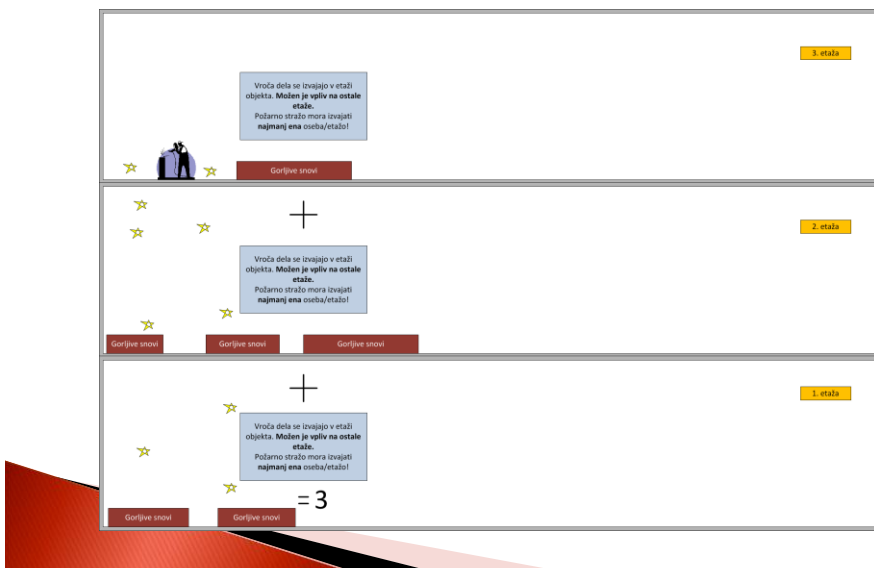 3. etaža
Vroča dela se izvajajo v etaži
objekta. Možen je vpliv na ostale
etaže.
Požarno stražo mora izvajati
najmanj ena oseba/etažo!
Gorljive snovi
+
2. etaža
Vroča dela se izvajajo v etaži
objekta. Možen je vpliv na ostale
etaže.
Požarno stražo mora izvajati
najmanj ena oseba/etažo!
Gorljive snovi
Gorljive snovi
Gorljive snovi
+
1. etaža
Vroča dela se izvajajo v etaži
objekta. Možen je vpliv na ostale
etaže.
Požarno stražo mora izvajati
najmanj ena oseba/etažo!
= 3
Gorljive snovi
Gorljive snovi